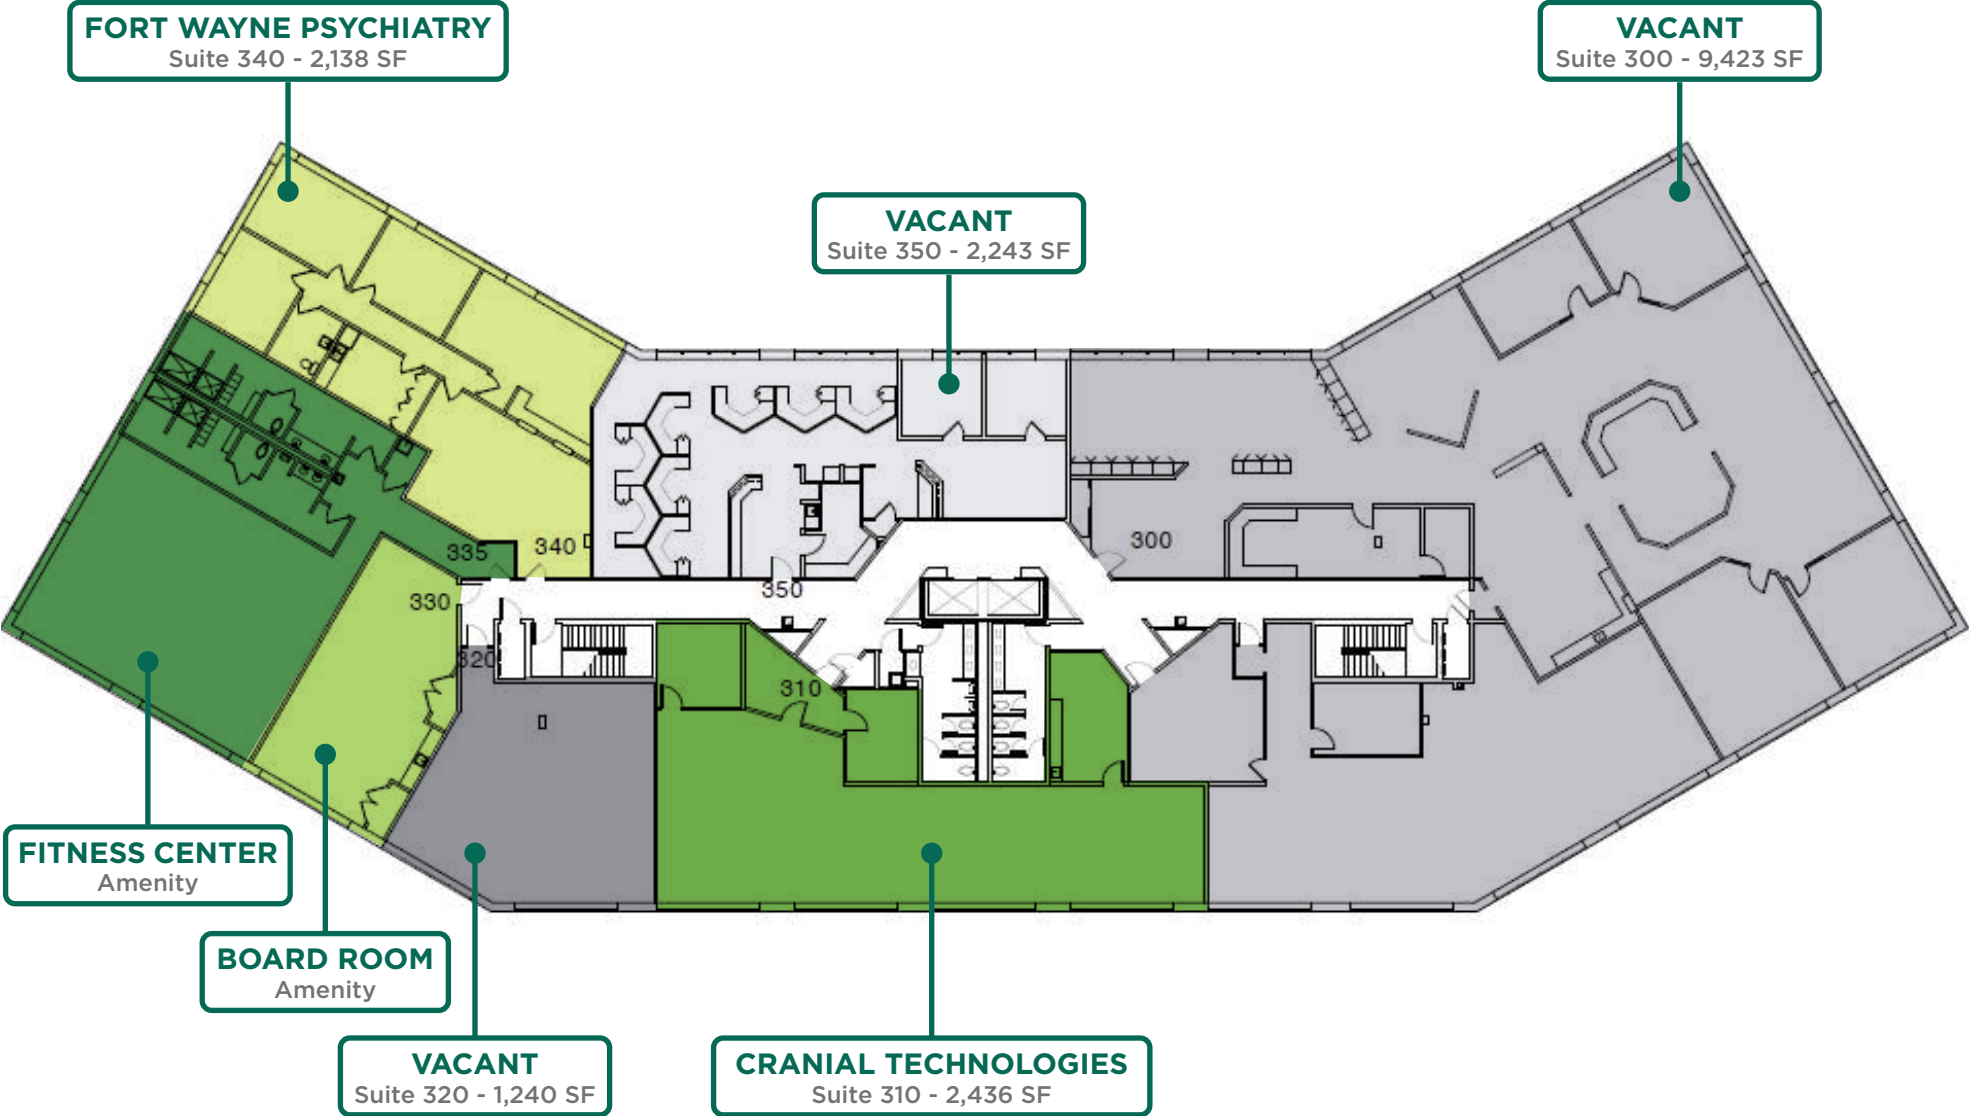 FORT WAYNE PSYCHIATRY
Suite 340 - 2,138 SF
VACANT
Suite 300 - 9,423 SF
VACANT
Suite 350 - 2,243 SF
335
340
300
350
330
320
310
FITNESS CENTER
Amenity
BOARD ROOM
Amenity
VACANT
Suite 320 - 1,240 SF
CRANIAL TECHNOLOGIES
Suite 310 - 2,436 SF